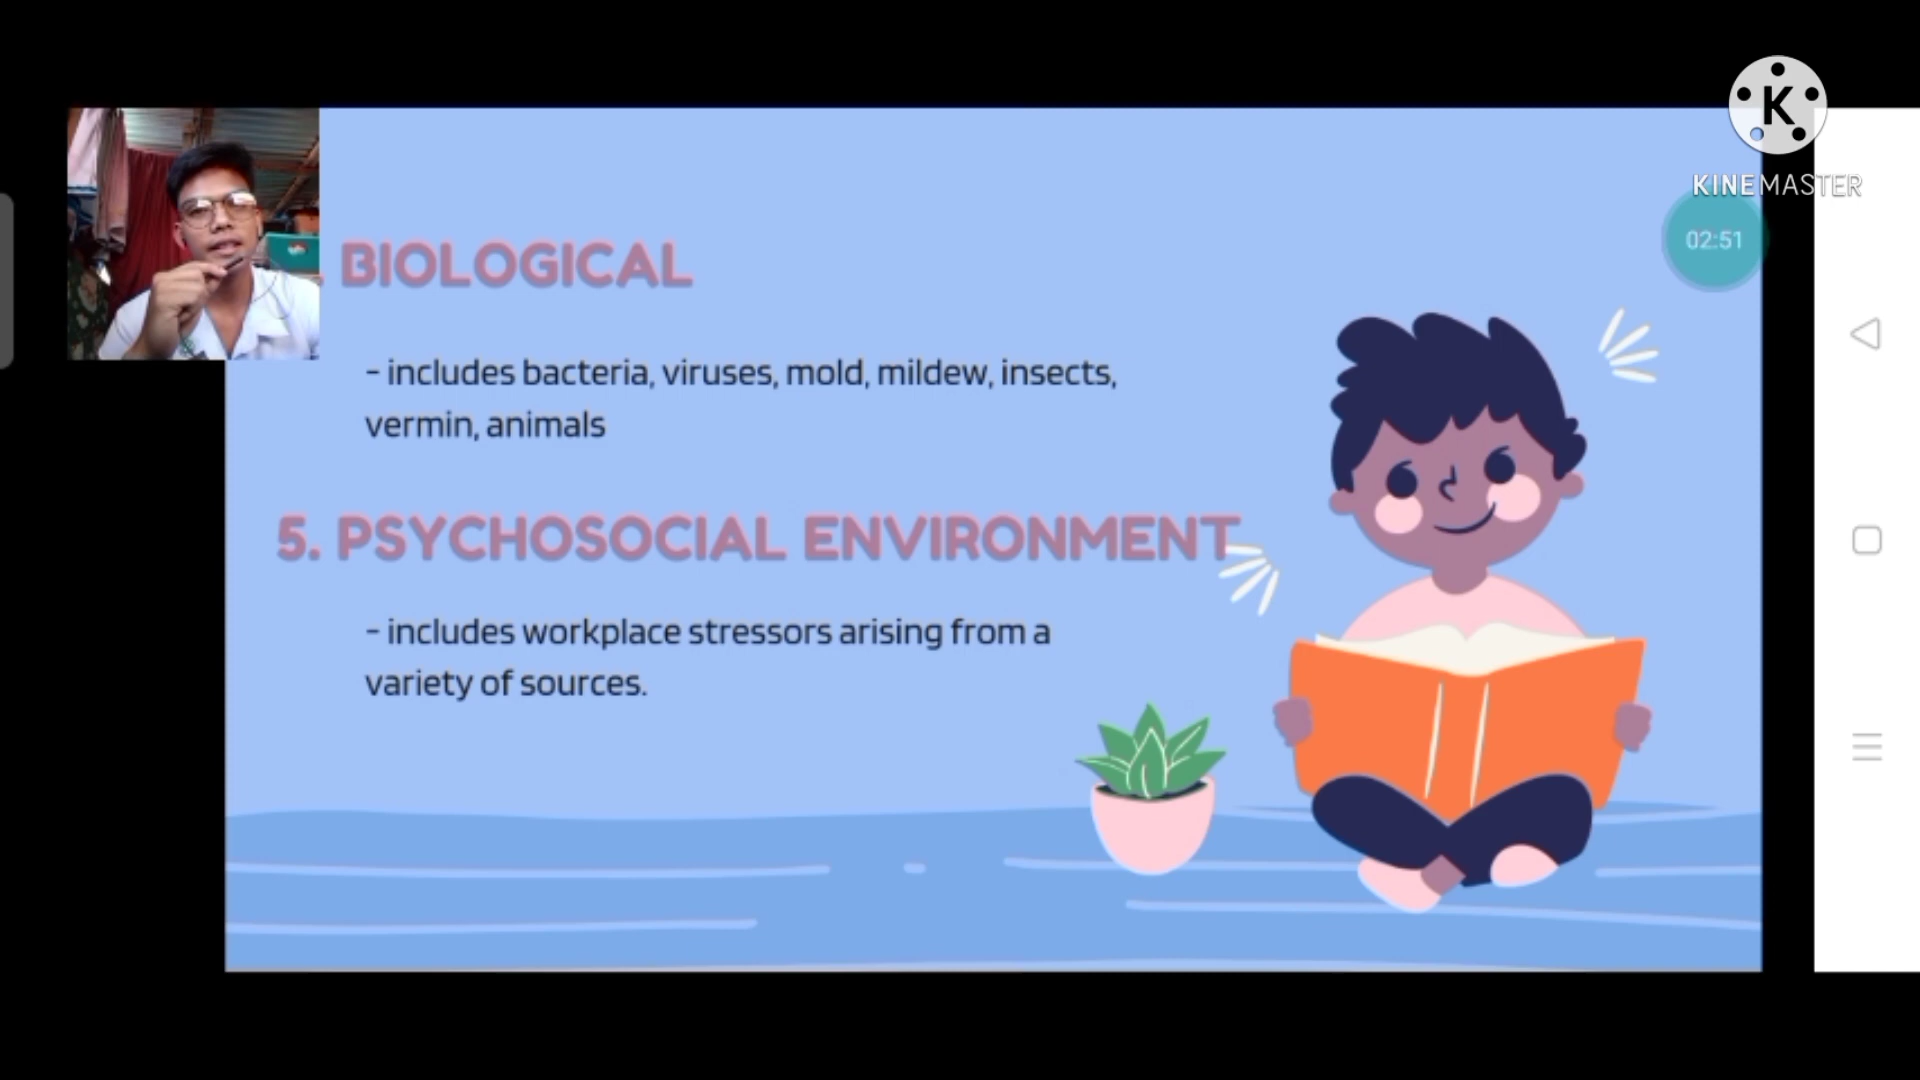 K
KINEMASTER
02:51
. BIOLOGICAL
- includes bacteria, viruses, mold, mildew, insects,
vermin, animals
5. PSYCHOSOCIAL ENVIRONMENT
- includes workplace stressors arising from a
variety of sources.